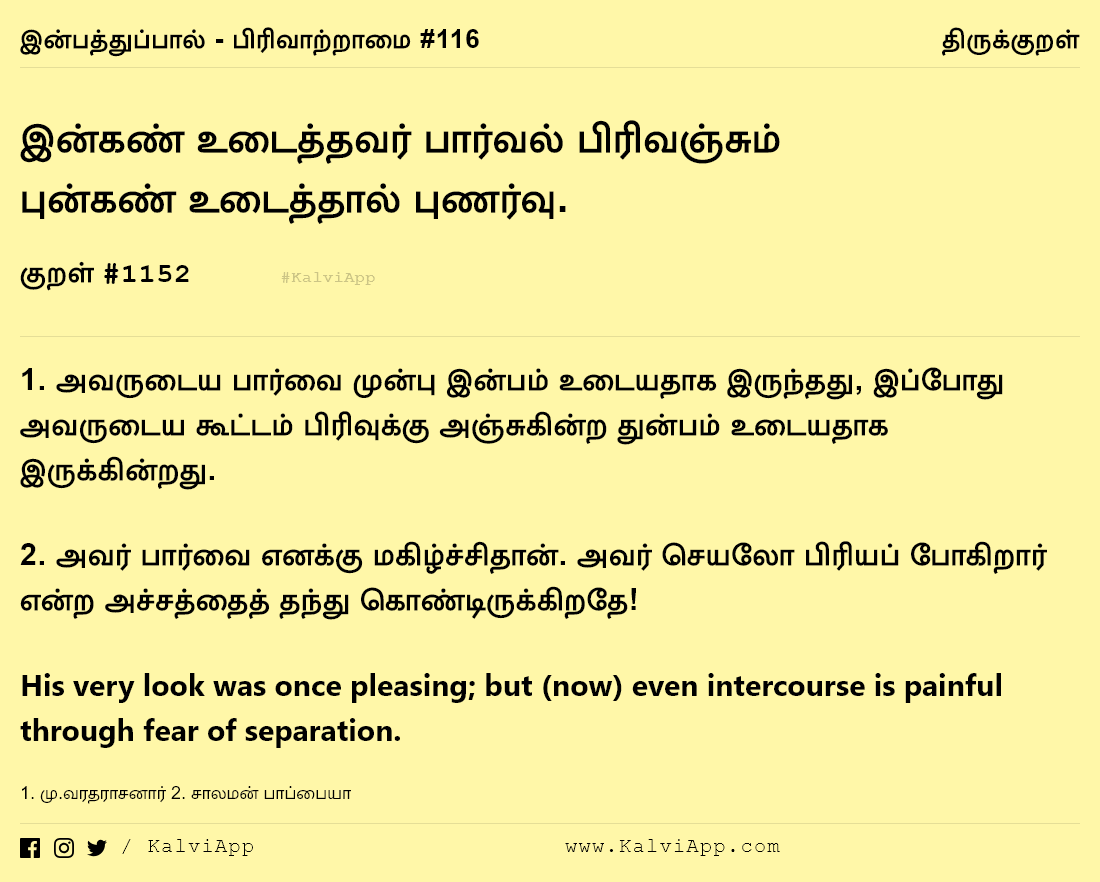 இன்பத்துப்பால் - பிரிவாற்றாமை #116 திருக்குறள்
இன்கண் உடைத்தவர் பார்வல் பிரிவஞ்சும்
புன்கண் உடைத்தால் புணர்வு.
குறள் #1152 #KalviApp
1. அவருடைய பார்வை முன்பு இன்பம் உடையதாக இருந்தது, இப்போது
அவருடைய கூட்டம் பிரிவுக்கு அஞ்சுகின்ற துன்பம் உடையதாக
இருக்கின்றது.
2. அவர் பார்வை எனக்கு மகிழ்ச்சிதான். அவர் செயலோ பிரியப் போகிறார்
என்ற அச்சத்தைத் தந்து கொண்டிருக்கிறதே!
His very look was once pleasing; but (now) even intercourse is painful
through fear of separation.
1. மு.வரதராசனார் 2. சாலமன் பாப்பையா
/ KalviApp www.KalviApp.com